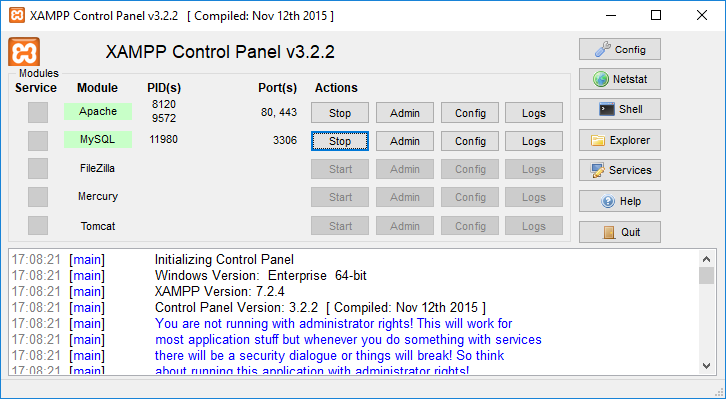 XAMPP Control Panel v3.2.2 [ Compiled: Nov 12th 2015 ]
XAMPP Control Panel v3.2.2
Config
Modules
Service Module PID(s) Port(s) Actions
Netstat
Apache 8120 9572 80, 443 Stop Admin Config Logs
Shell
MySQL 11980 3306 Stop Admin Config Logs
Explorer
FileZilla Start Admin Config Logs
Services
Mercury Start Admin Config Logs
Help
Tomcat Start Admin Config Logs
Quit
17:08:21 [main] Initializing Control Panel
17:08:21 [main] Windows Version: Enterprise 64-bit
17:08:21 [main] XAMPP Version: 7.2.4
17:08:21 [main] Control Panel Version: 3.2.2 [ Compiled: Nov 12th 2015 ]
17:08:21 [main] You are not running with administrator rights! This will work for
17:08:21 [main] most application stuff but whenever you do something with services
17:08:21 [main] there will be a security dialogue or things will break! So think
17:08:21 [main] about running this application with administrator rights!